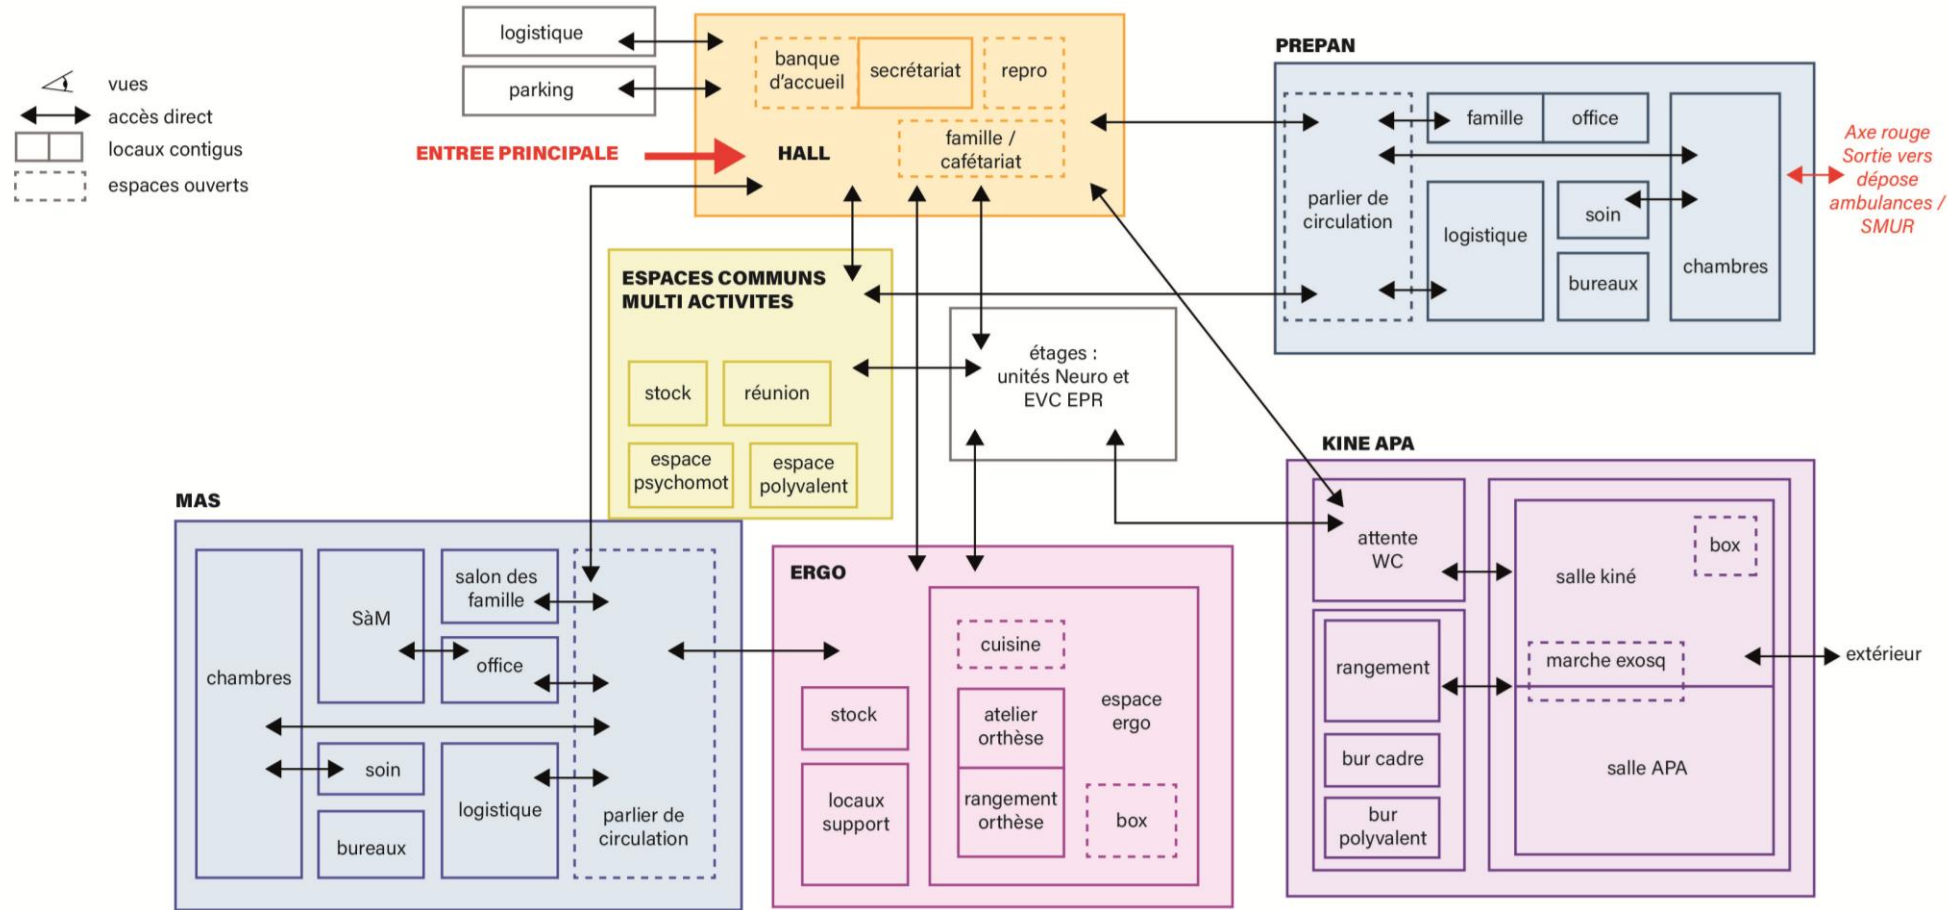 vues
accès direct
locaux contigus
espaces ouverts
logistique
parking
ENTREE PRINCIPALE
banque
d'accueil
secrétariat
repro
famille /
cafétariat
HALL
PREPAN
parlier de
circulation
famille
office
logistique
soin
bureaux
chambres
Axe rouge
Sortie vers
dépose
ambulances /
SMUR
ESPACES COMMUNS
MULTI ACTIVITES
stock
réunion
espace
psychomot
espace
polyvalent
étages :
unités Neuro et
EVC EPR
MAS
chambres
SàM
salon des
famille
office
soin
bureaux
logistique
parlier de
circulation
ERGO
stock
locaux
support
cuisine
atelier
orthèse
rangement
orthèse
espace
ergo
box
KINE APA
attente
WC
rangement
bur cadre
bur
polyvalent
salle kiné
box
marche exosq
salle APA
extérieur